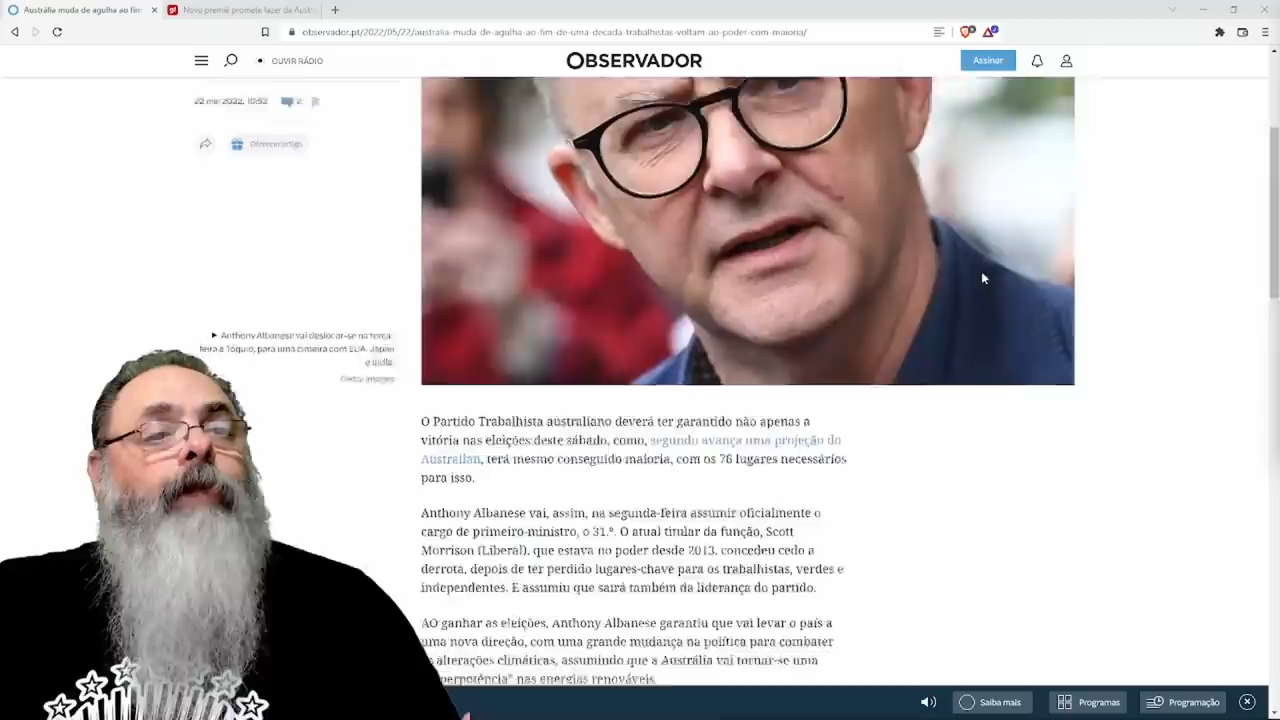 Austrália muda de agulha ao fim
Novo premiê promete fazer da Austr
observador.pt/2022/05/22/australia-muda-de-agulha-ao-fim-de-uma-decada-trabalhistas-voltam-ao-poder-com-maioria/
OUVIR RÁDIO
OBSERVADOR
Assinar
22 mai 2022, 10:52
2
Oferecer artigo
Anthony Albanese vai deslocar-se na terça-
feira a Tóquio, para uma cimeira com EUA, Japão
e Índia.
Getty Images
O Partido Trabalhista australiano deverá ter garantido não apenas a
vitória nas eleições deste sábado, como, segundo avança uma projeção do
Australian, terá mesmo conseguido maioria, com os 76 lugares necessários
para isso.
Anthony Albanese vai, assim, na segunda-feira assumir oficialmente o
cargo de primeiro-ministro, o 31.º. O atual titular da função, Scott
Morrison (Liberal), que estava no poder desde 2013, concedeu cedo a
derrota, depois de ter perdido lugares-chave para os trabalhistas, verdes e
independentes. E assumiu que sairá também da liderança do partido.
AO ganhar as eleições, Anthony Albanese garantiu que vai levar o país a
uma nova direção, com uma grande mudança na política para combater
alterações climáticas, assumindo que a Austrália vai tornar-se uma
perpotência" nas energias renováveis.
Saiba mais
Programas
Programação